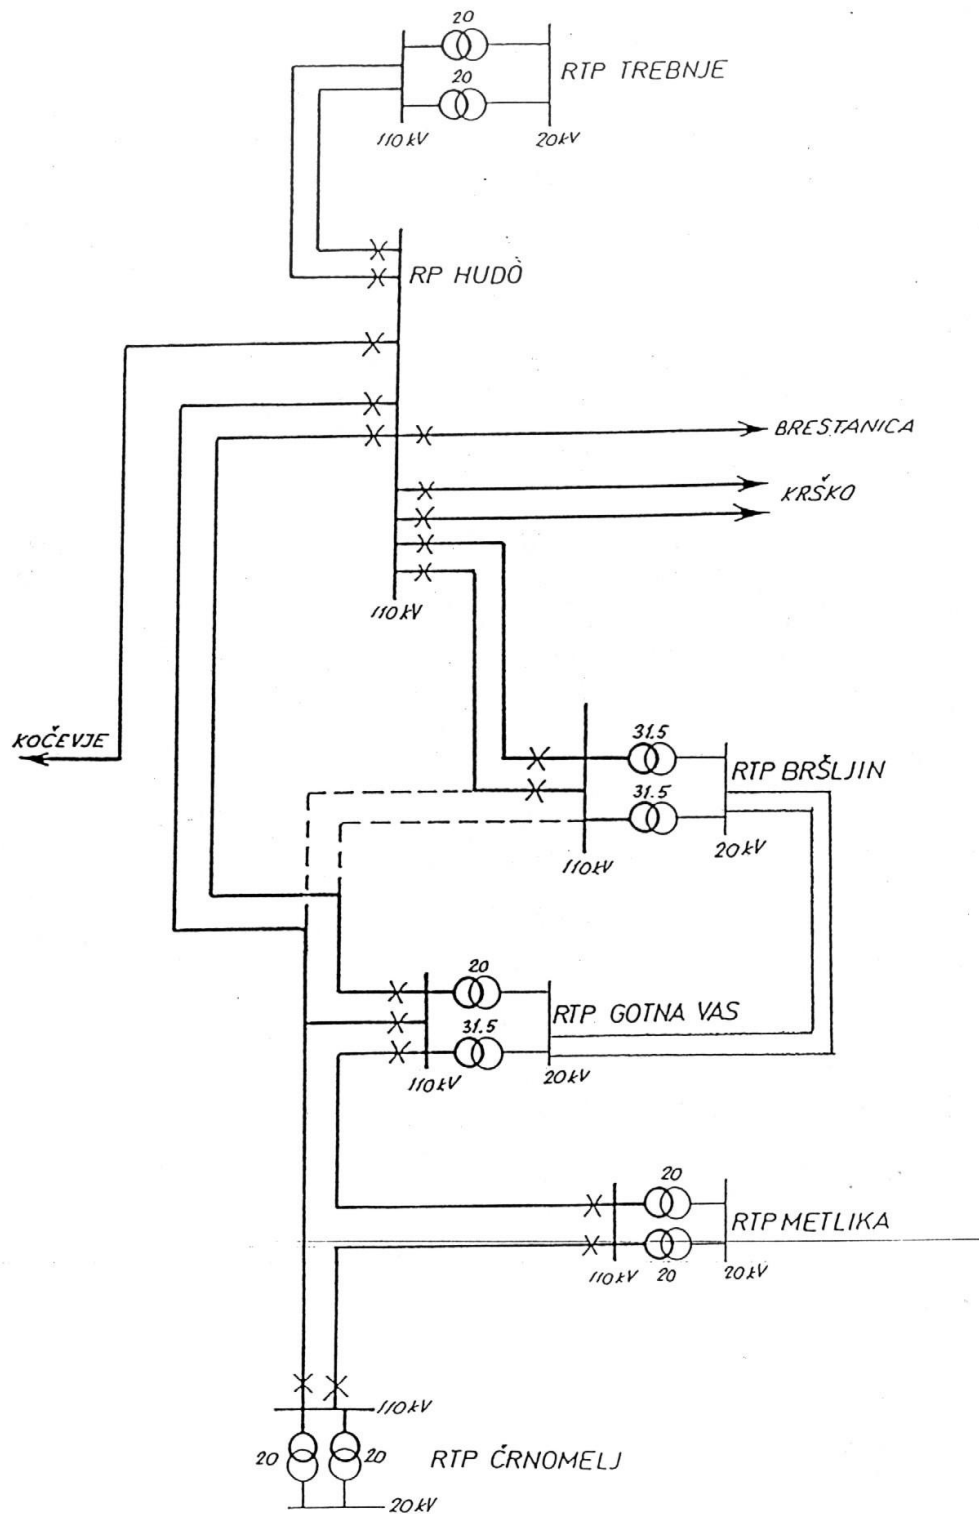 20
RTP TREBNJE
20
110 kV
20 kV
RP HUDO
BRESTANICA
KRŠKO
110 kV
KOČEVJE
31.5
RTP BRŠLJIN
31.5
20 kV
110 kV
20
RTP GOTNA VAS
31.5
110 kV
20 kV
20
RTP METLIKA
110 kV
20
20 kV
110 kV
20
20
RTP ČRNOMELJ
20 kV